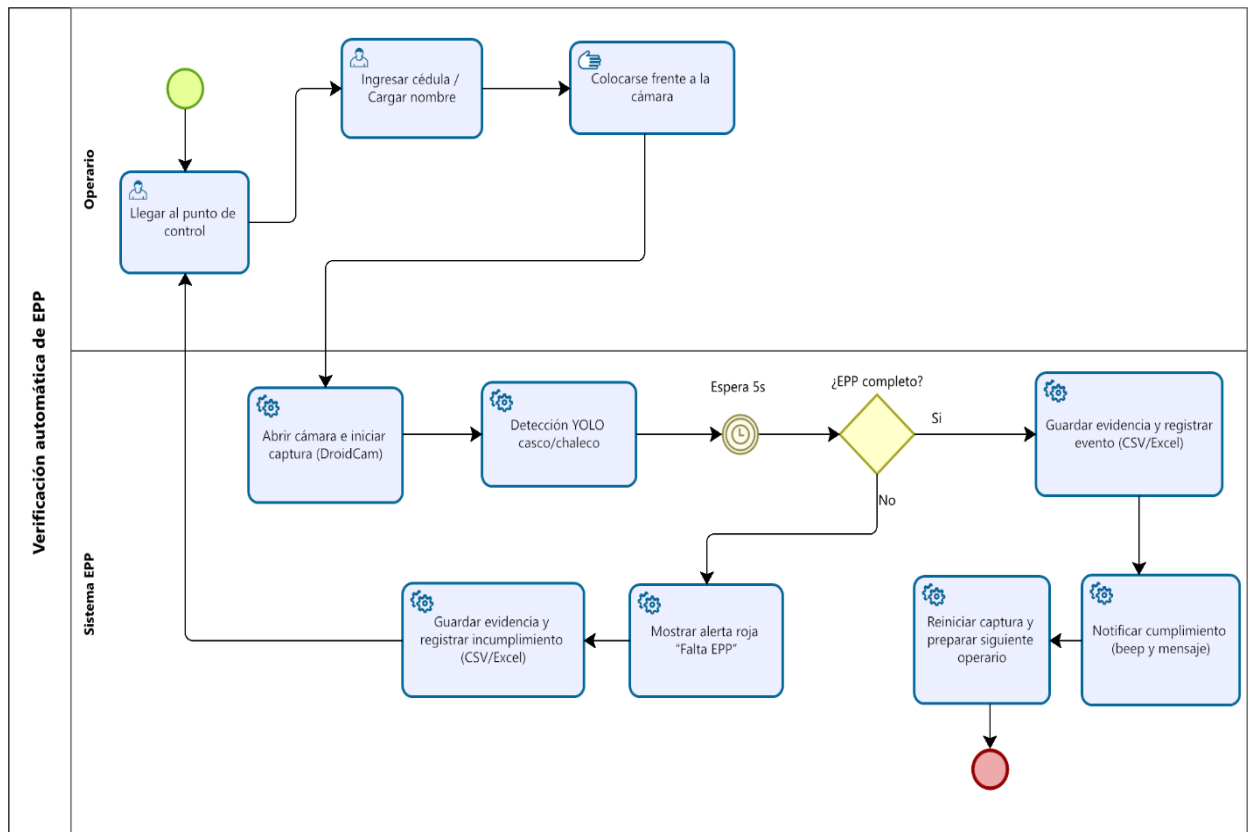 Verificación automática de EPP
Operario
Ingresar cédula /
Cargar nombre
Colocarse frente a la
cámara
Llegar al punto de
control
Sistema EPP
Abrir cámara e iniciar
captura (DroidCam)
Detección YOLO
casco/chaleco
Espera 5s
¿EPP completo?
Si
No
Guardar evidencia y registrar
evento (CSV/Excel)
Guardar evidencia y
registrar incumplimiento
(CSV/Excel)
Mostrar alerta roja
“Falta EPP”
Reiniciar captura y
preparar siguiente
operario
Notificar cumplimiento
(beep y mensaje)